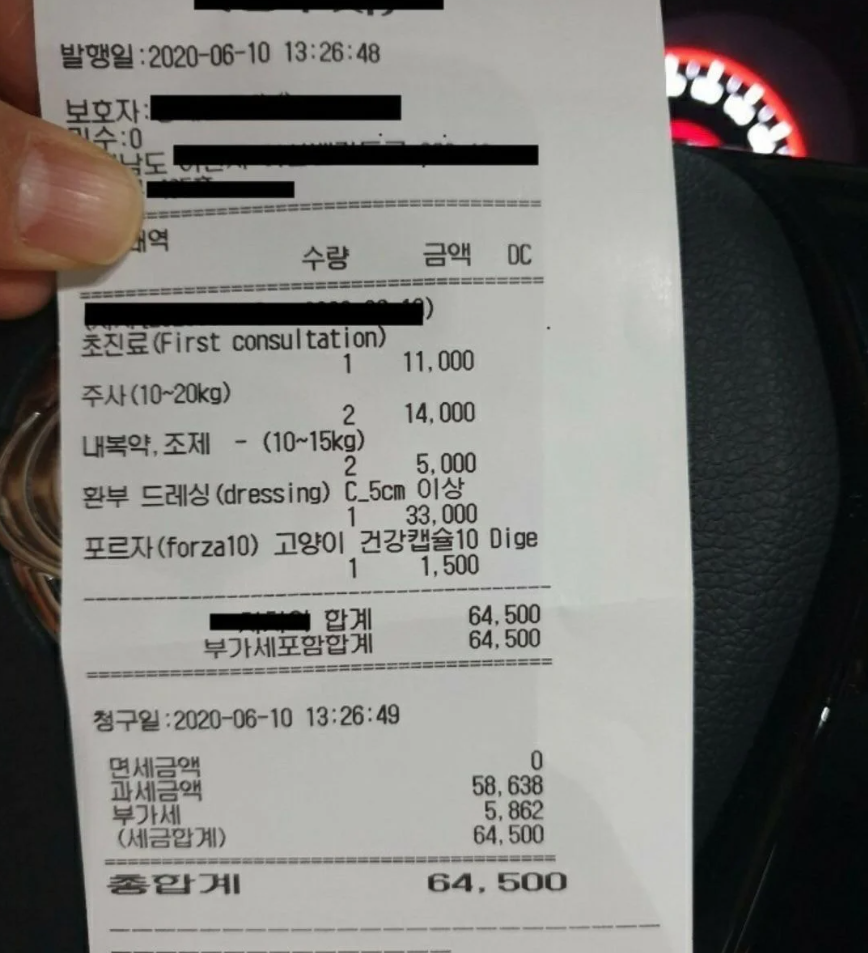 발행일:2020-06-10 13:26:48
보호자:
수:0
남도
내역 수량 금액 DC
)
초진료(First consultation)
1 11,000
주사(10~20kg)
2 14,000
내복약,조제 - (10~15kg)
2 5,000
환부 드레싱(dressing) C_5cm 이상
1 33,000
포르자(forza10) 고양이 건강캡슐10 Dige
1 1,500
합계 64,500
부가세포함합계 64,500
청구일:2020-06-10 13:26:49
면세금액 0
과세금액 58,638
부가세 5,862
(세금합계) 64,500
총합계 64,500